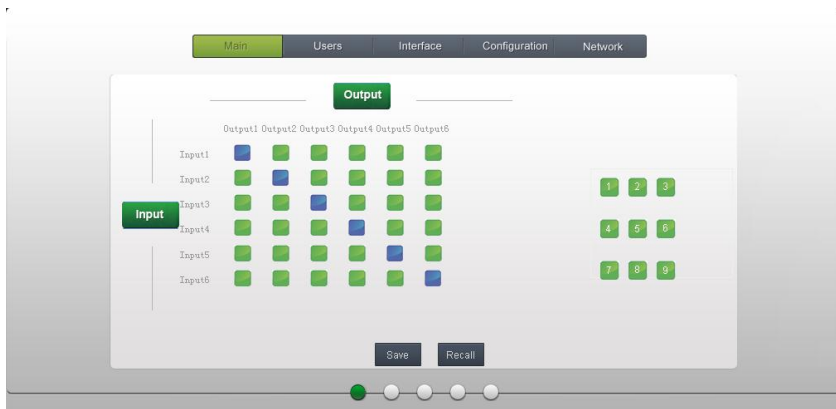 Main Users Interface Configuration Network
Output
Output1 Output2 Output3 Output4 Output5 Output6
Input1
Input2
1 2 3
Input3
Input
Input4
4 5 6
Input5
7 8 9
Input6
Save Recall